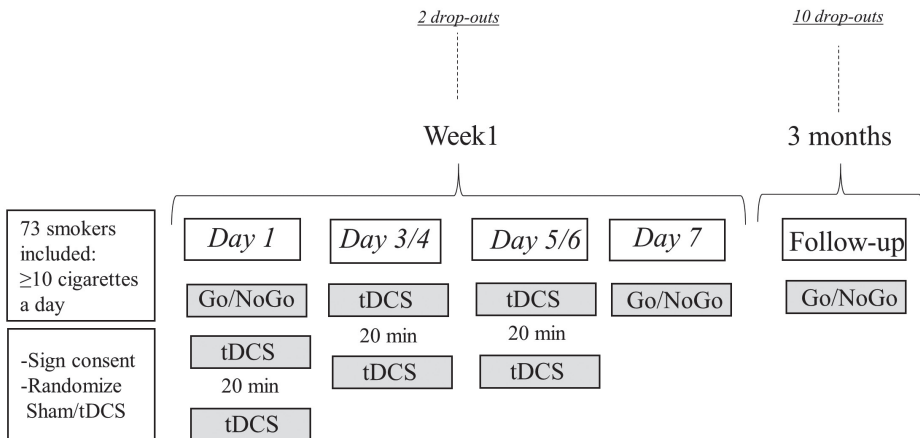 2 drop-outs
10 drop-outs
Week1
3 months
73 smokers
included:
≥10 cigarettes
a day
-Sign consent
-Randomize
Sham/tDCS
Day 1
Go/NoGo
tDCS
20 min
tDCS
Day 3/4
tDCS
20 min
tDCS
Day 5/6
tDCS
20 min
tDCS
Day 7
Go/NoGo
Follow-up
Go/NoGo